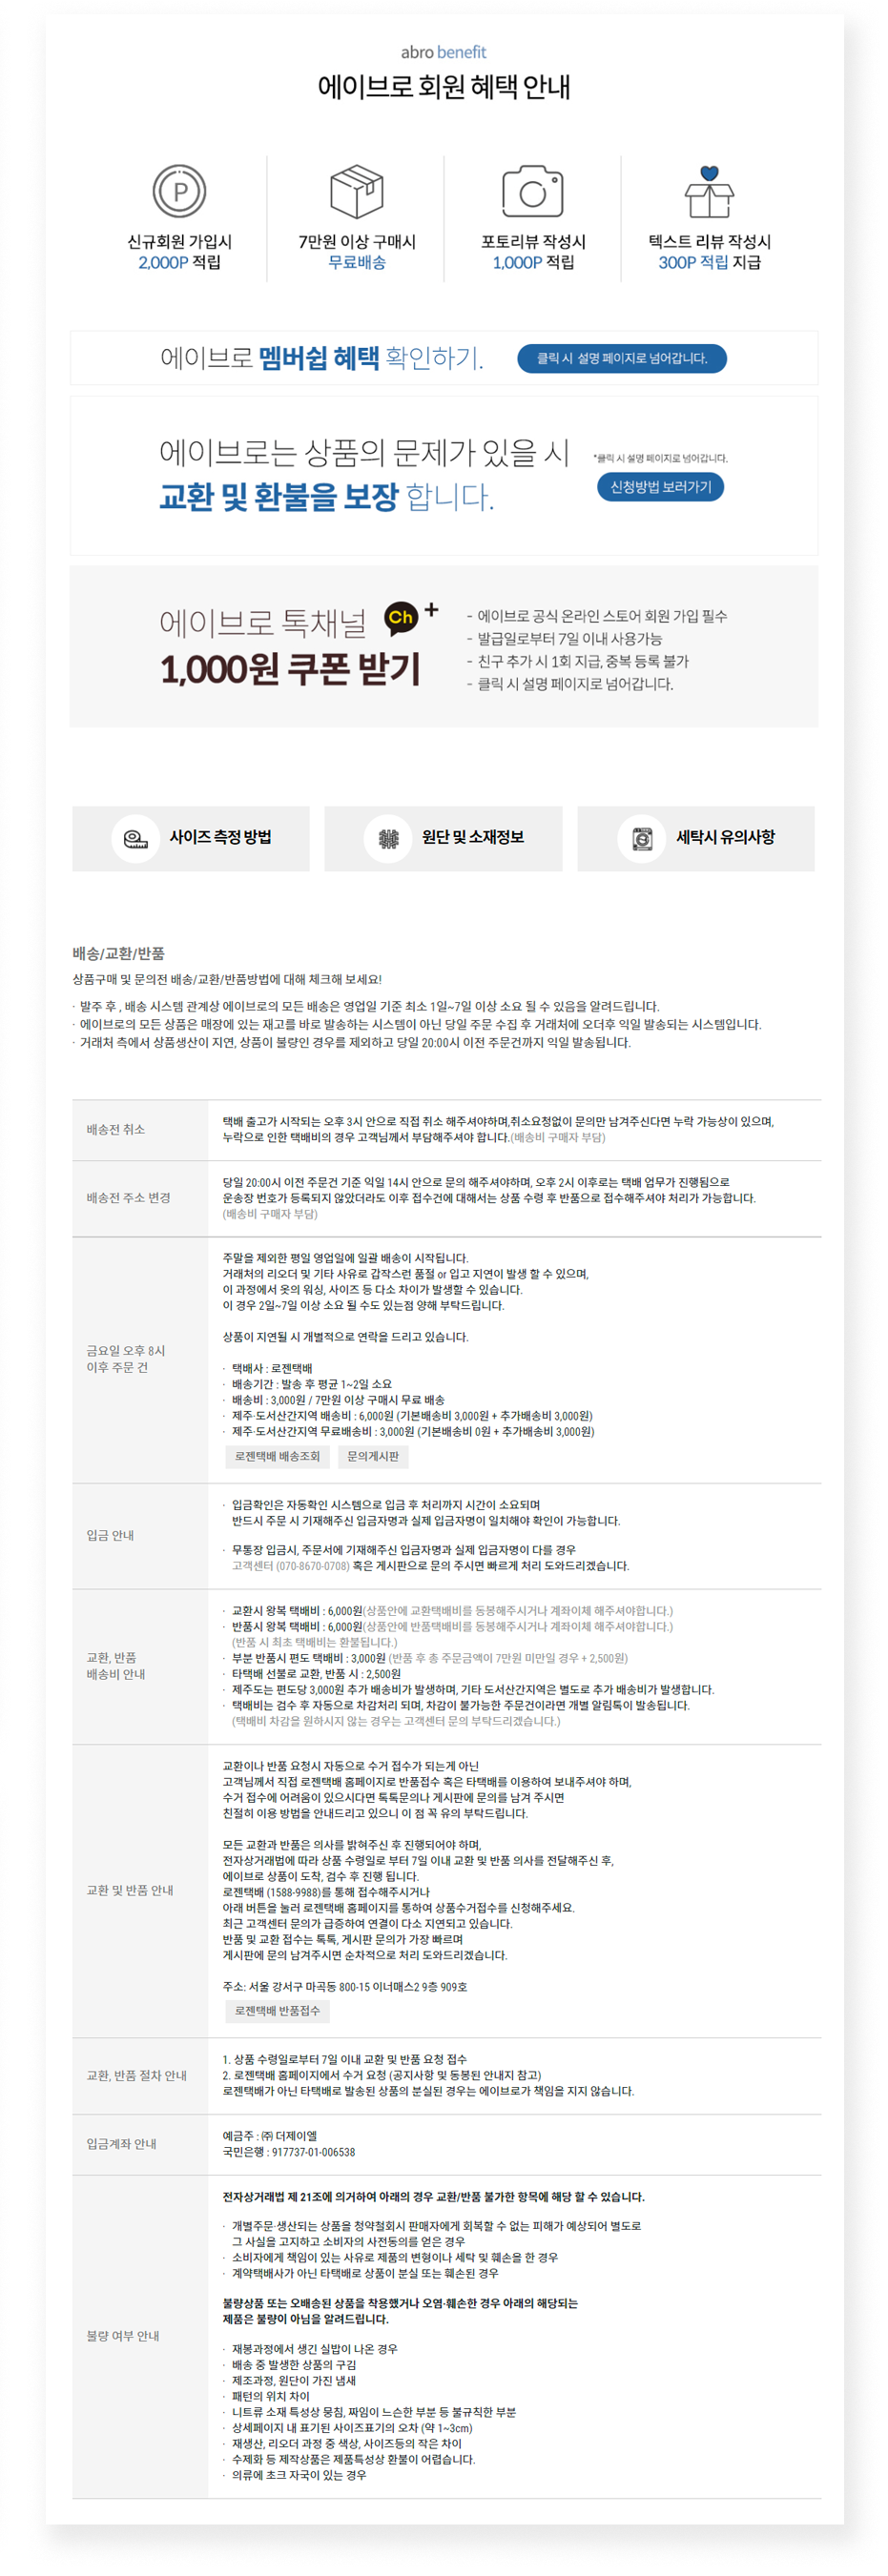 abro benefit
에이브로 회원 혜택 안내
P
신규회원 가입시
2,000P 적립
7만원 이상 구매시
무료배송
포토리뷰 작성시
1,000P 적립
텍스트 리뷰 작성시
300P 적립 지급
에이브로 멤버쉽 혜택 확인하기.
클릭 시 설명 페이지로 넘어갑니다.
에이브로는 상품의 문제가 있을 시
교환 및 환불을 보장 합니다.
*클릭 시 설명 페이지로 넘어갑니다.
신청방법 보러가기
에이브로 톡채널 Ch +
1,000원 쿠폰 받기
- 에이브로 공식 온라인 스토어 회원 가입 필수
- 발급일로부터 7일 이내 사용가능
- 친구 추가 시 1회 지급, 중복 등록 불가
- 클릭 시 설명 페이지로 넘어갑니다.
사이즈 측정 방법
원단 및 소재정보
세탁시 유의사항
배송/교환/반품
상품구매 및 문의전 배송/교환/반품방법에 대해 체크해 보세요!
· 발주 후 , 배송 시스템 관계상 에이브로의 모든 배송은 영업일 기준 최소 1일~7일 이상 소요 될 수 있음을 알려드립니다.
· 에이브로의 모든 상품은 매장에 있는 재고를 바로 발송하는 시스템이 아닌 당일 주문 수집 후 거래처에 오더후 익일 발송되는 시스템입니다.
· 거래처 측에서 상품생산이 지연, 상품이 불량인 경우를 제외하고 당일 20:00시 이전 주문건까지 익일 발송됩니다.
배송전 취소
택배 출고가 시작되는 오후 3시 안으로 직접 취소 해주셔야하며,취소요청없이 문의만 남겨주신다면 누락 가능상이 있으며,
누락으로 인한 택배비의 경우 고객님께서 부담해주셔야 합니다.(배송비 구매자 부담)
배송전 주소 변경
당일 20:00시 이전 주문건 기준 익일 14시 안으로 문의 해주셔야하며, 오후 2시 이후로는 택배 업무가 진행됨으로
운송장 번호가 등록되지 않았더라도 이후 접수건에 대해서는 상품 수령 후 반품으로 접수해주셔야 처리가 가능합니다.
(배송비 구매자 부담)
금요일 오후 8시
이후 주문 건
주말을 제외한 평일 영업일에 일괄 배송이 시작됩니다.
거래처의 리오더 및 기타 사유로 갑작스런 품절 or 입고 지연이 발생 할 수 있으며,
이 과정에서 옷의 워싱, 사이즈 등 다소 차이가 발생할 수 있습니다.
이 경우 2일~7일 이상 소요 될 수도 있는점 양해 부탁드립니다.
상품이 지연될 시 개별적으로 연락을 드리고 있습니다.
· 택배사 : 로젠택배
· 배송기간 : 발송 후 평균 1~2일 소요
· 배송비 : 3,000원 / 7만원 이상 구매시 무료 배송
· 제주·도서산간지역 배송비 : 6,000원 (기본배송비 3,000원 + 추가배송비 3,000원)
· 제주·도서산간지역 무료배송비 : 3,000원 (기본배송비 0원 + 추가배송비 3,000원)
로젠택배 배송조회
문의게시판
입금 안내
· 입금확인은 자동확인 시스템으로 입금 후 처리까지 시간이 소요되며
반드시 주문 시 기재해주신 입금자명과 실제 입금자명이 일치해야 확인이 가능합니다.
· 무통장 입금시, 주문서에 기재해주신 입금자명과 실제 입금자명이 다를 경우
고객센터 (070-8670-0708) 혹은 게시판으로 문의 주시면 빠르게 처리 도와드리겠습니다.
교환, 반품
배송비 안내
· 교환시 왕복 택배비 : 6,000원(상품안에 교환택배비를 동봉해주시거나 계좌이체 해주셔야합니다.)
· 반품시 왕복 택배비 : 6,000원(상품안에 반품택배비를 동봉해주시거나 계좌이체 해주셔야합니다.)
(반품 시 최초 택배비는 환불됩니다.)
· 부분 반품시 편도 택배비 : 3,000원 (반품 후 총 주문금액이 7만원 미만일 경우 + 2,500원)
· 타택배 선불로 교환, 반품 시 : 2,500원
· 제주도는 편도당 3,000원 추가 배송비가 발생하며, 기타 도서산간지역은 별도로 추가 배송비가 발생합니다.
· 택배비는 검수 후 자동으로 차감처리 되며, 차감이 불가능한 주문건이라면 개별 알림톡이 발송됩니다.
(택배비 차감을 원하시지 않는 경우는 고객센터 문의 부탁드리겠습니다.)
교환 및 반품 안내
교환이나 반품 요청시 자동으로 수거 접수가 되는게 아닌
고객님께서 직접 로젠택배 홈페이지로 반품접수 혹은 타택배를 이용하여 보내주셔야 하며,
수거 접수에 어려움이 있으시다면 톡톡문의나 게시판에 문의를 남겨 주시면
친절히 이용 방법을 안내드리고 있으니 이 점 꼭 유의 부탁드립니다.
모든 교환과 반품은 의사를 밝혀주신 후 진행되어야 하며,
전자상거래법에 따라 상품 수령일로 부터 7일 이내 교환 및 반품 의사를 전달해주신 후,
에이브로 상품이 도착, 검수 후 진행 됩니다.
로젠택배 (1588-9988)를 통해 접수해주시거나
아래 버튼을 눌러 로젠택배 홈페이지를 통하여 상품수거접수를 신청해주세요.
최근 고객센터 문의가 급증하여 연결이 다소 지연되고 있습니다.
반품 및 교환 접수는 톡톡, 게시판 문의가 가장 빠르며
게시판에 문의 남겨주시면 순차적으로 처리 도와드리겠습니다.
주소: 서울 강서구 마곡동 800-15 이너매스2 9층 909호
로젠택배 반품접수
교환, 반품 절차 안내
1. 상품 수령일로부터 7일 이내 교환 및 반품 요청 접수
2. 로젠택배 홈페이지에서 수거 요청 (공지사항 및 동봉된 안내지 참고)
로젠택배가 아닌 타택배로 발송된 상품의 분실된 경우는 에이브로가 책임을 지지 않습니다.
입금계좌 안내
예금주 : ㈜ 더제이엘
국민은행 : 917737-01-006538
불량 여부 안내
전자상거래법 제 21조에 의거하여 아래의 경우 교환/반품 불가한 항목에 해당 할 수 있습니다.
· 개별주문·생산되는 상품을 청약철회시 판매자에게 회복할 수 없는 피해가 예상되어 별도로
그 사실을 고지하고 소비자의 사전동의를 얻은 경우
· 소비자에게 책임이 있는 사유로 제품의 변형이나 세탁 및 훼손을 한 경우
· 계약택배사가 아닌 타택배로 상품이 분실 또는 훼손된 경우
불량상품 또는 오배송된 상품을 착용했거나 오염·훼손한 경우 아래의 해당되는
제품은 불량이 아님을 알려드립니다.
· 재봉과정에서 생긴 실밥이 나온 경우
· 배송 중 발생한 상품의 구김
· 제조과정, 원단이 가진 냄새
· 패턴의 위치 차이
· 니트류 소재 특성상 뭉침, 짜임이 느슨한 부분 등 불규칙한 부분
· 상세페이지 내 표기된 사이즈표기의 오차 (약 1~3cm)
· 재생산, 리오더 과정 중 색상, 사이즈등의 작은 차이
· 수제화 등 제작상품은 제품특성상 환불이 어렵습니다.
· 의류에 초크 자국이 있는 경우